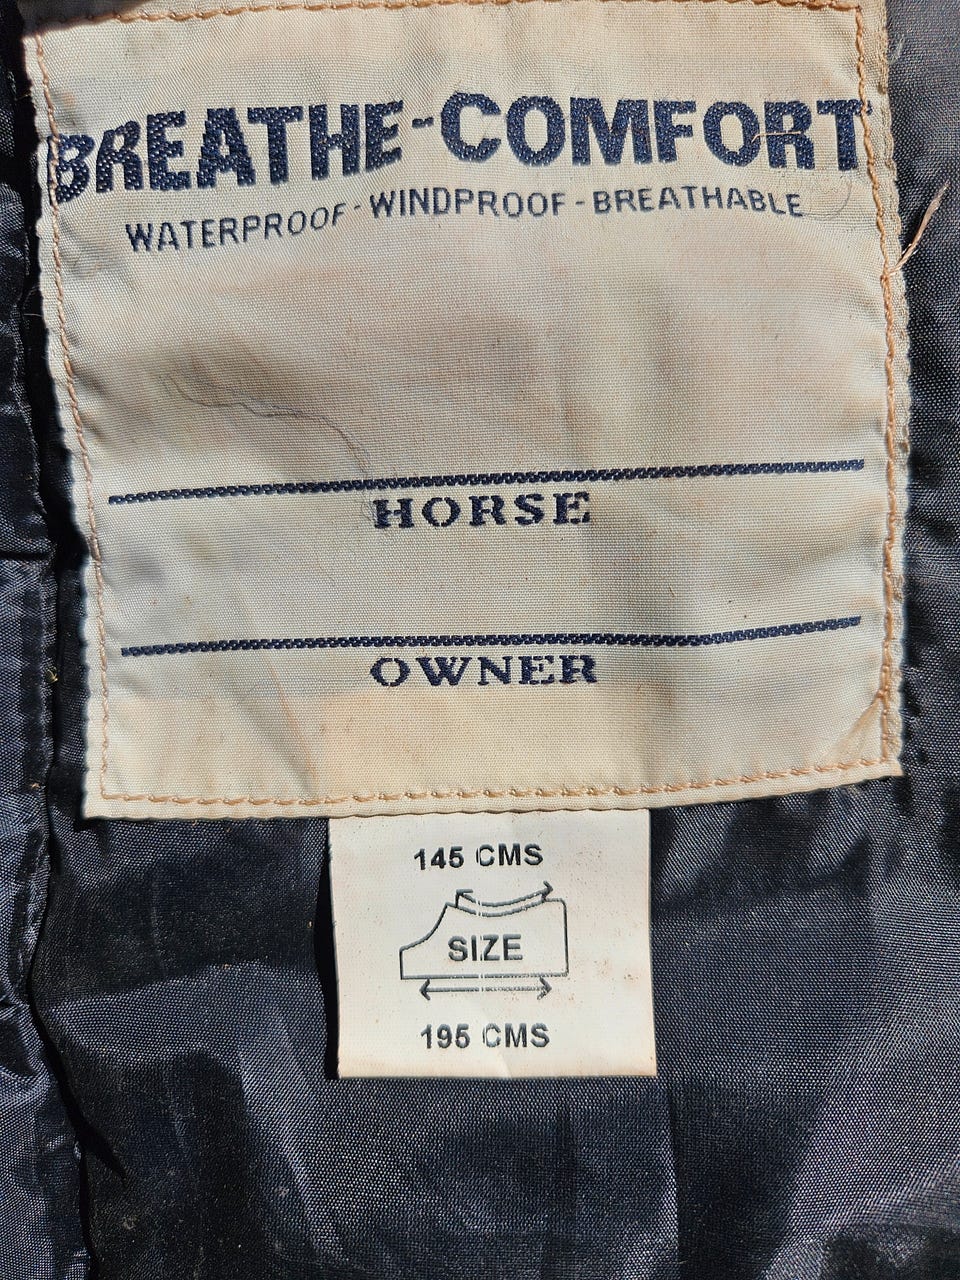 BREATHE-COMFORT
WATERPROOF - WINDPROOF - BREATHABLE
HORSE
OWNER
145 CMS
SIZE
195 CMS